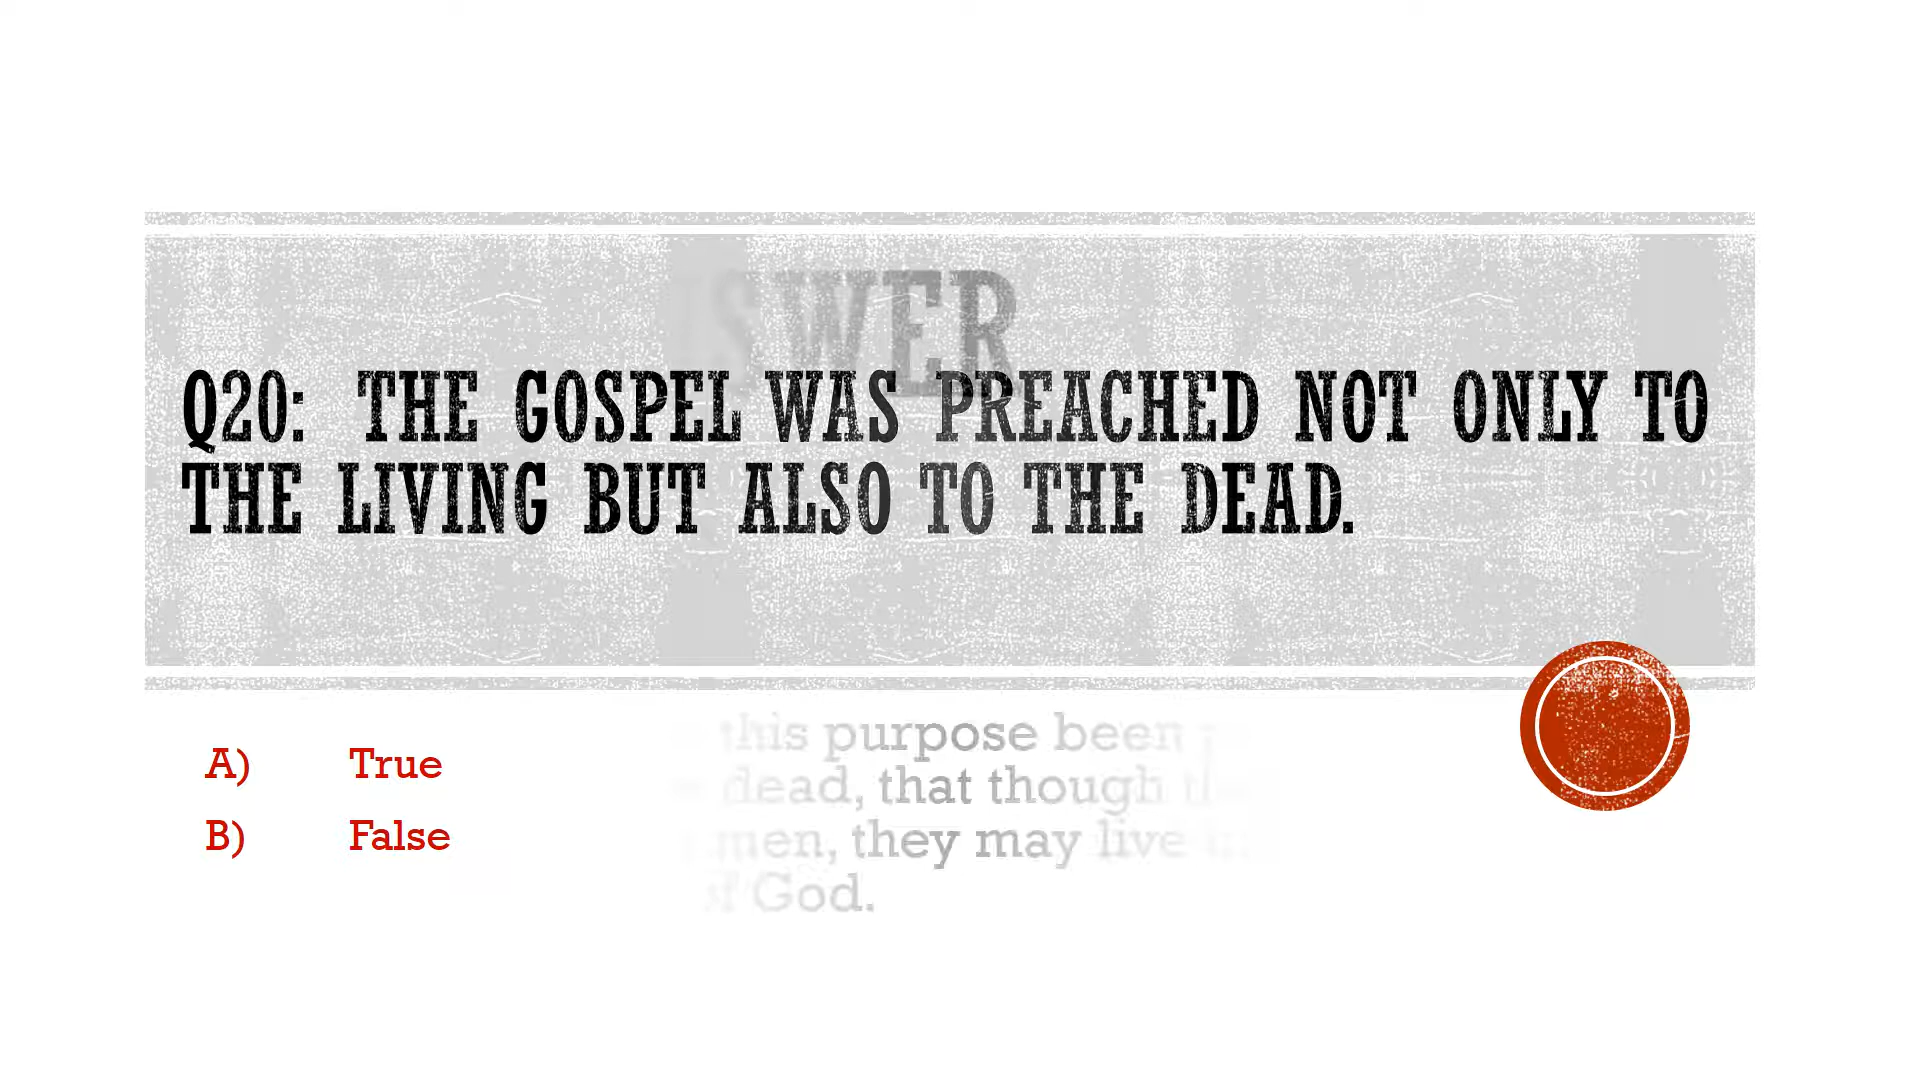 WER
Q20: THE GOSPEL WAS PREACHED NOT ONLY TO
THE LIVING BUT ALSO TO THE DEAD.
A) True
B) False
this purpose been
dead, that though
men, they may live
God.